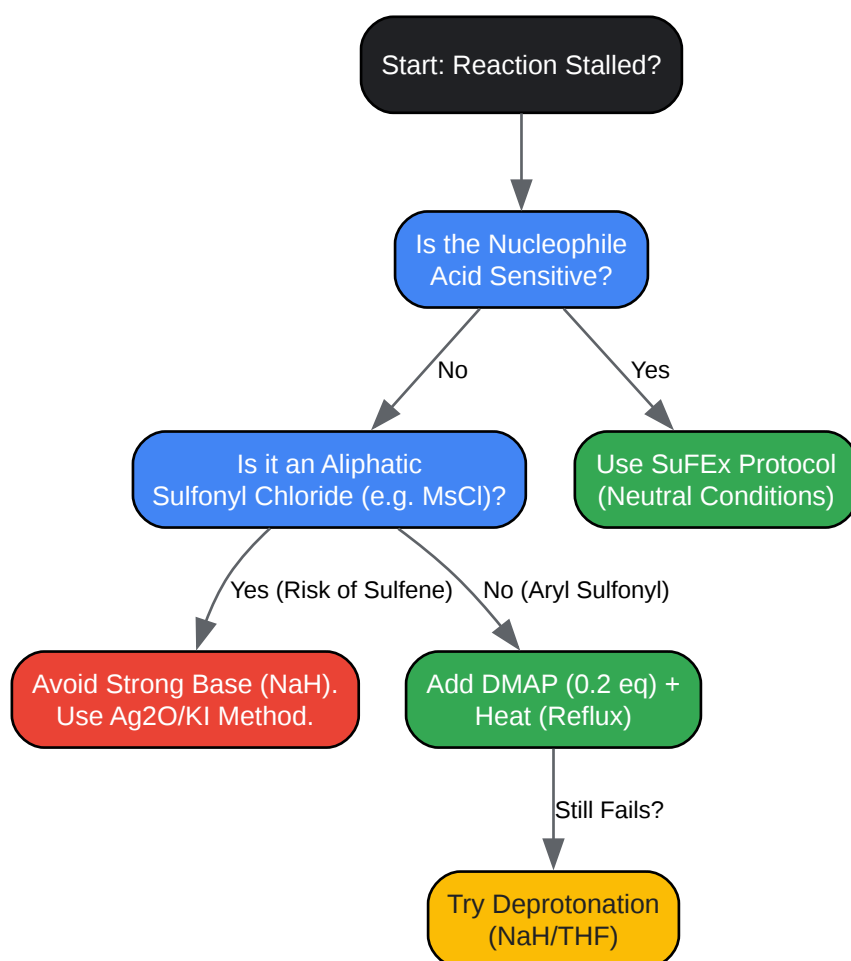 Start: Reaction Stalled?
Is the Nucleophile
Acid Sensitive?
No
Yes
Is it an Aliphatic
Sulfonyl Chloride (e.g. MsCl)?
Use SuFEx Protocol
(Neutral Conditions)
Yes (Risk of Sulfene)
No (Aryl Sulfonyl)
Avoid Strong Base (NaH).
Use Ag2O/KI Method.
Add DMAP (0.2 eq) +
Heat (Reflux)
Still Fails?
Try Deprotonation
(NaH/THF)